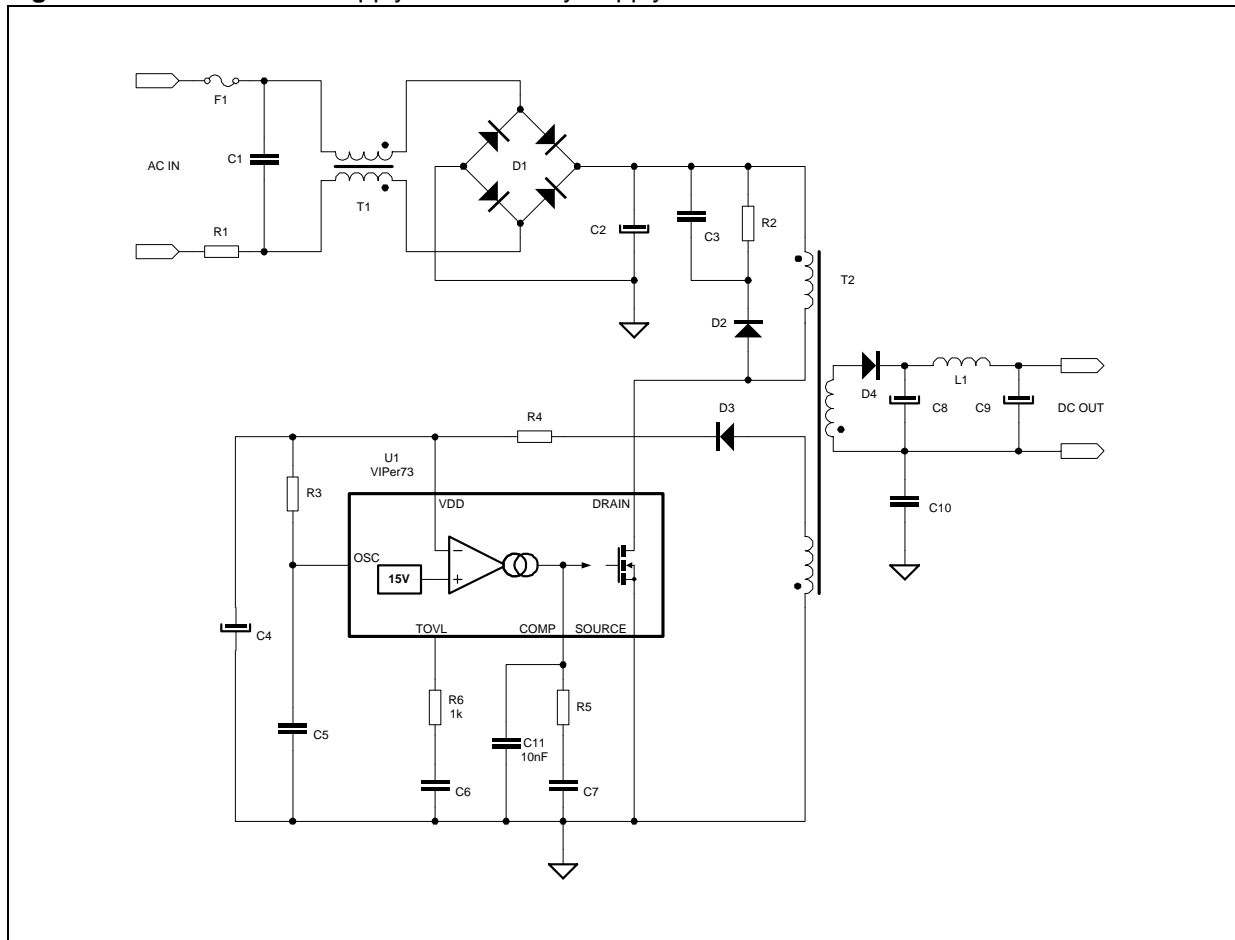 F1
AC IN
C1
T1
R1
D1
C2
C3
R2
D2
T2
D4
C8
L1
C9
DC OUT
C10
R4
D3
U1
VIPer73
R3
VDD
DRAIN
OSC
15V
−
+
TOVL
COMP
SOURCE
C4
C5
R6
1k
C6
C11
10nF
R5
C7